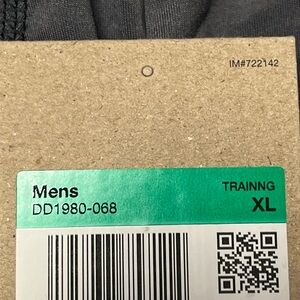 IM#722142
Mens
TRAINNG
DD1980-068
XL